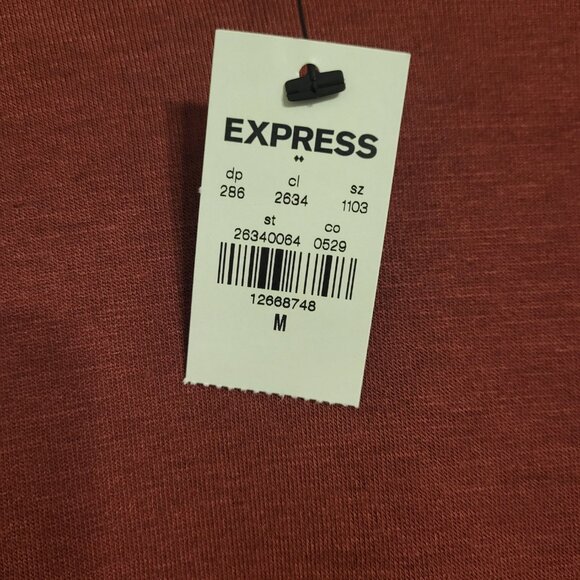 EXPRESS
dp cl sz
286 2634 1103
st co
26340064 0529
12668748
M